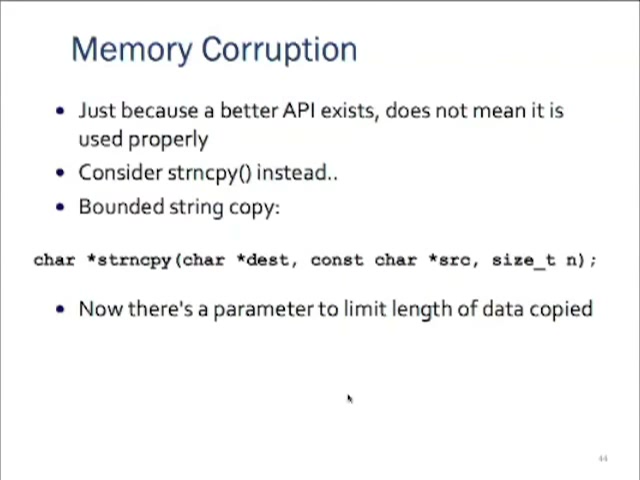 Memory Corruption
• Just because a better API exists, does not mean it is
used properly
• Consider strncpy() instead..
• Bounded string copy:
char *strncpy(char *dest, const char *src, size_t n);
• Now there's a parameter to limit length of data copied
44